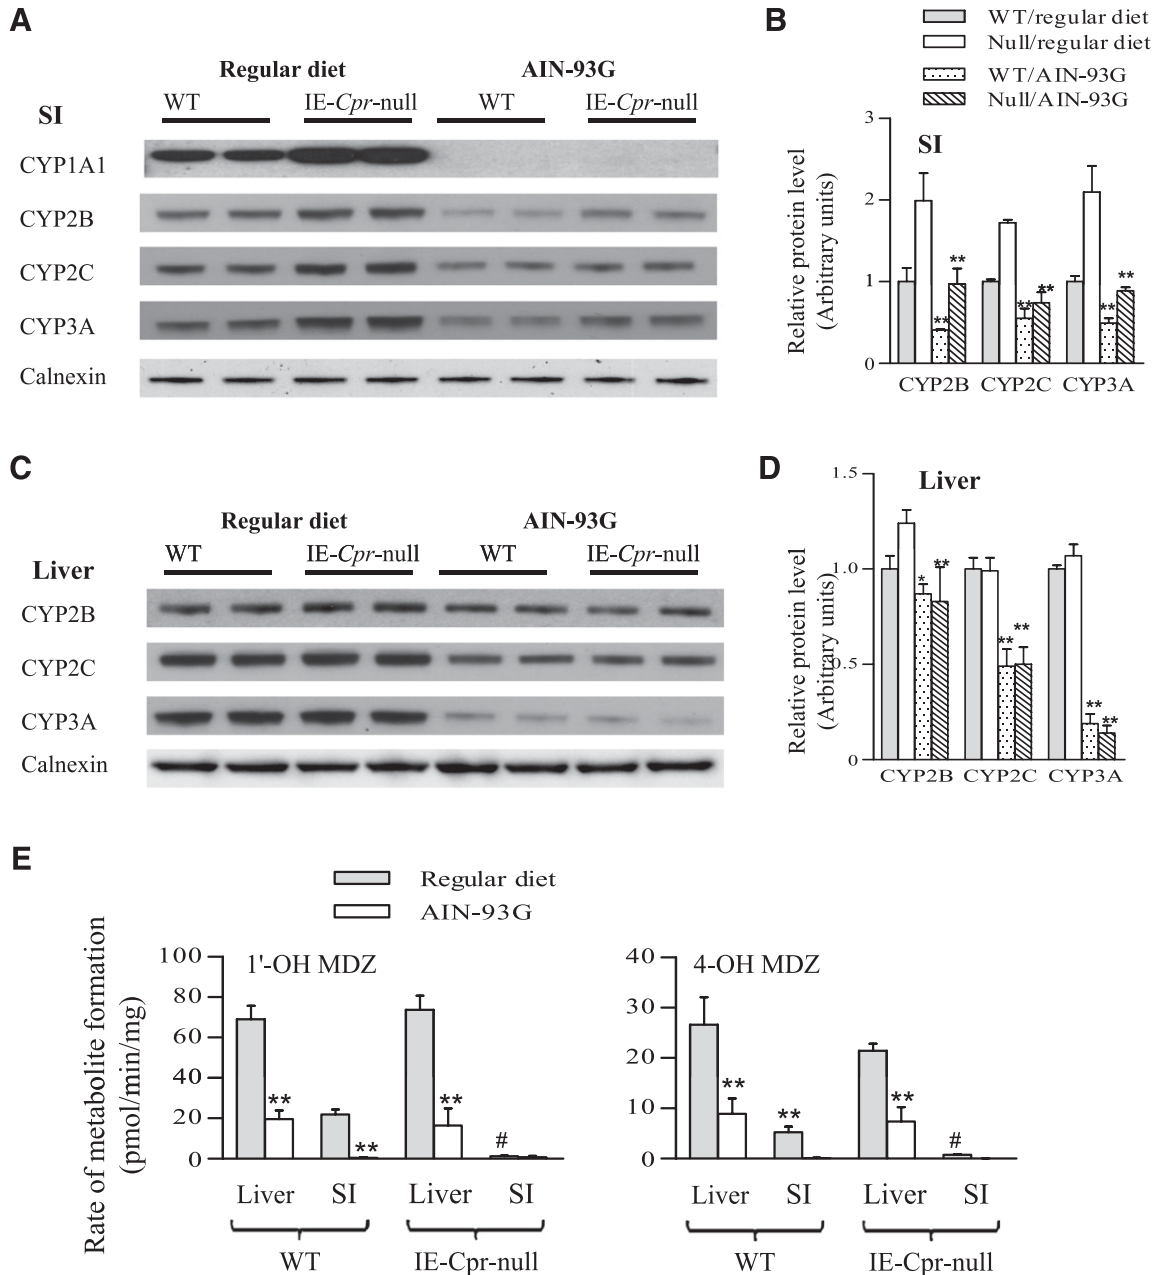 A
Regular diet AIN-93G
WT IE-Cpr-null WT IE-Cpr-null
SI
CYP1A1
CYP2B
CYP2C
CYP3A
Calnexin
B
WT/regular diet
Null/regular diet
WT/AIN-93G
Null/AIN-93G
SI
Relative protein level
(Arbitrary units)
3
2
1
0
** ** ** ** ** **
CYP2B CYP2C CYP3A
C
Regular diet AIN-93G
WT IE-Cpr-null WT IE-Cpr-null
Liver
CYP2B
CYP2C
CYP3A
Calnexin
D
Liver
Relative protein level
(Arbitrary units)
1.5
1.0
0.5
0
* ** ** ** ** **
CYP2B CYP2C CYP3A
E
Regular diet
AIN-93G
Rate of metabolite formation
(pmol/min/mg)
1'-OH MDZ
100
80
60
40
20
0
** ** ** #
Liver SI Liver SI
WT IE-Cpr-null
4-OH MDZ
40
30
20
10
0
** ** ** #
Liver SI Liver SI
WT IE-Cpr-null